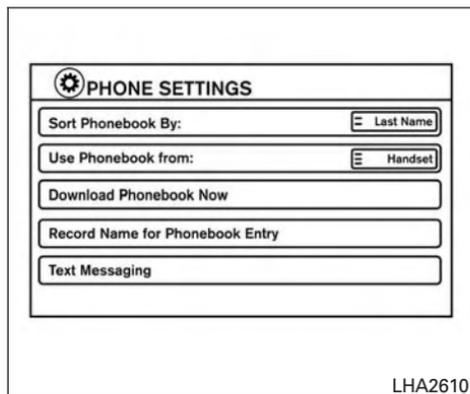 PHONE SETTINGS
Sort Phonebook By: Last Name
Use Phonebook from: Handset
Download Phonebook Now
Record Name for Phonebook Entry
Text Messaging
LHA2610